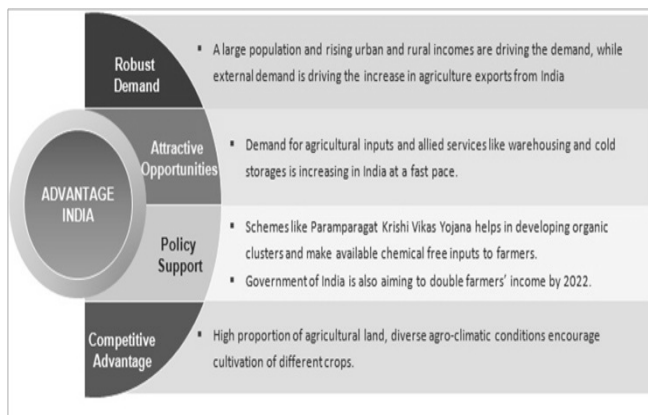 ADVANTAGE
INDIA
Robust
Demand
▪ A large population and rising urban and rural incomes are driving the demand, while
external demand is driving the increase in agriculture exports from India
Attractive
Opportunities
▪ Demand for agricultural inputs and allied services like warehousing and cold
storages is increasing in India at a fast pace.
Policy
Support
▪ Schemes like Paramparagat Krishi Vikas Yojana helps in developing organic
clusters and make available chemical free inputs to farmers.
▪ Government of India is also aiming to double farmers’ income by 2022.
Competitive
Advantage
▪ High proportion of agricultural land, diverse agro-climatic conditions encourage
cultivation of different crops.